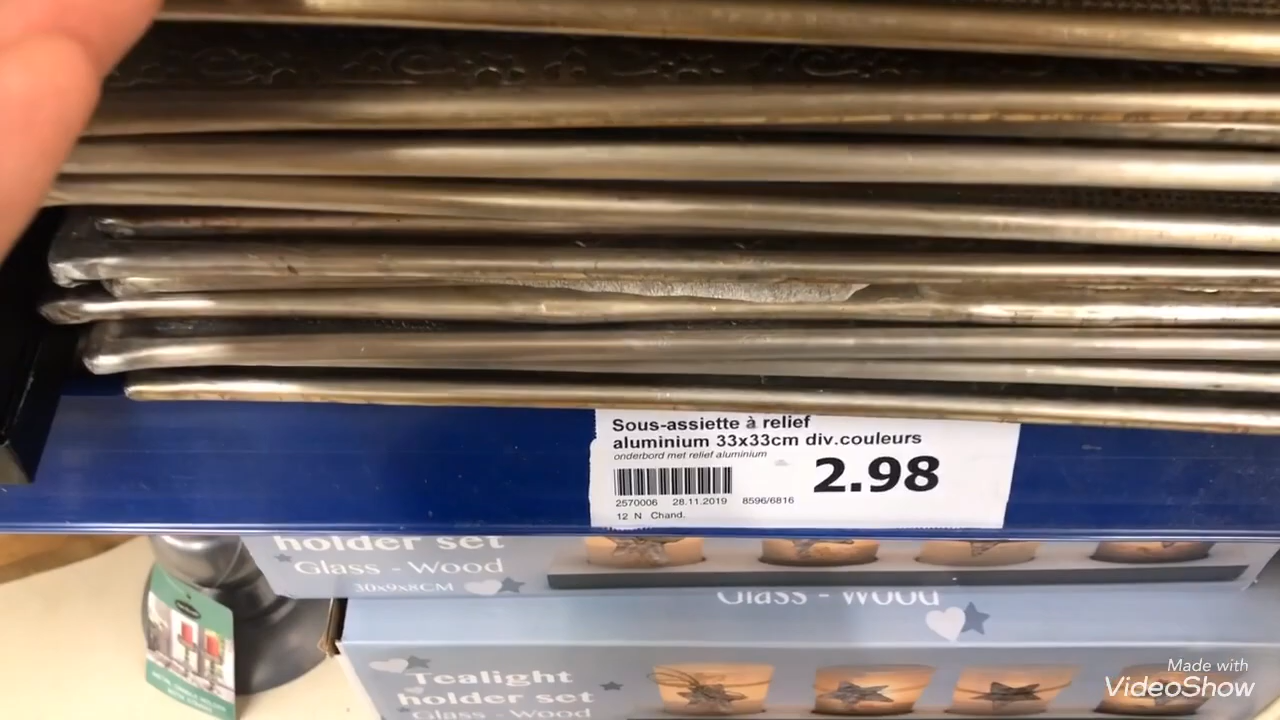 Sous-assiette à relief
aluminium 33x33cm div.couleurs
onderbord met relief aluminium
2.98
2570006 28.11.2019 8596/6816
12 N Chand.
holder set
Glass - Wood
30x9x8CM
Glass - Wood
Tealight
holder set
Glass - Wood
Made with
VideoShow